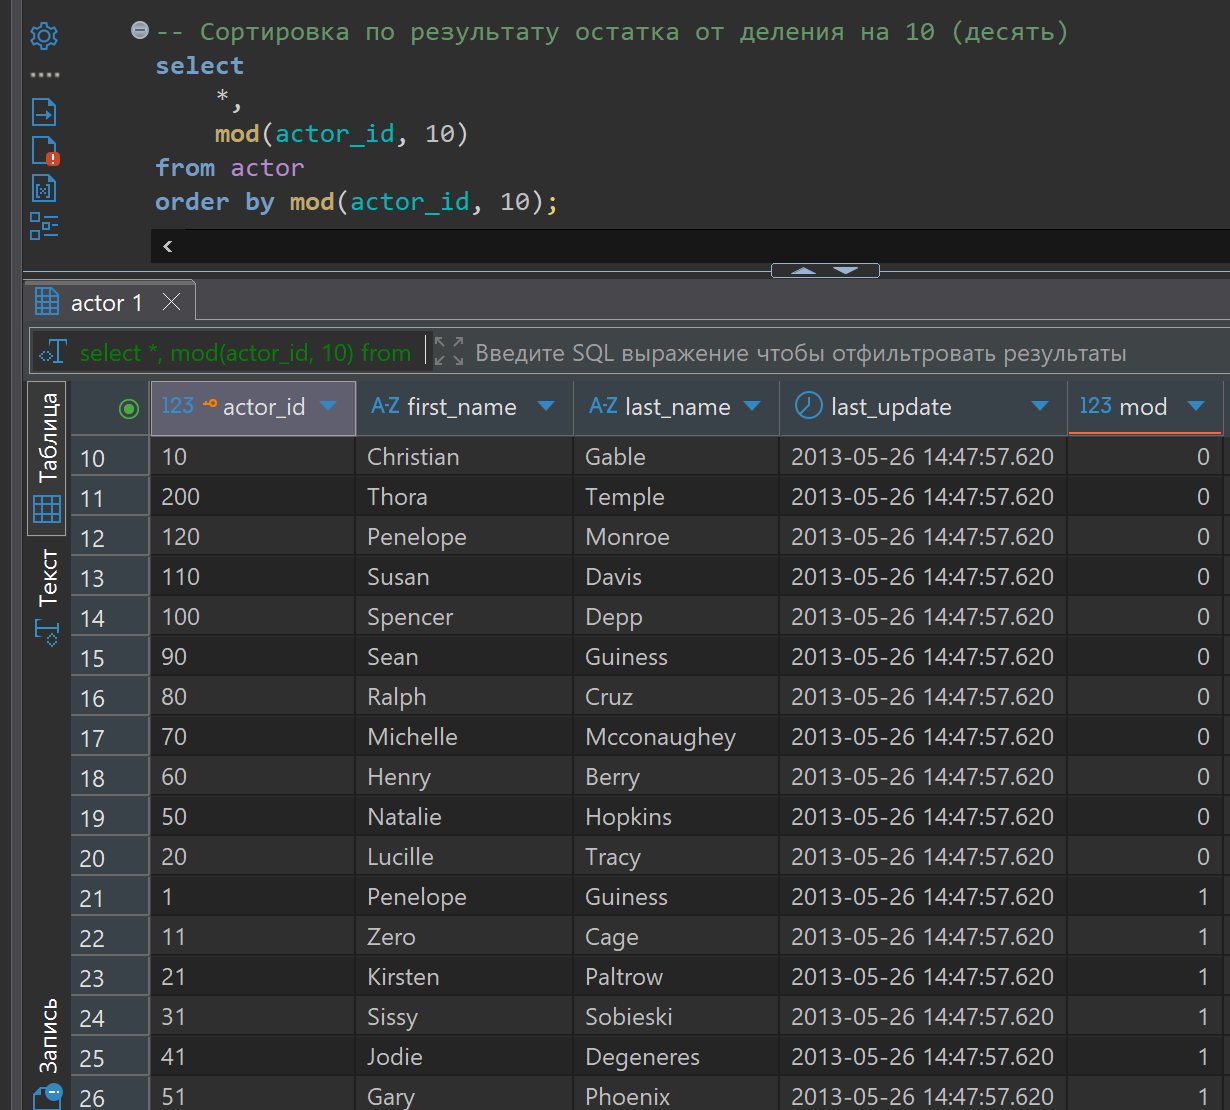 -- Сортировка по результату остатка от деления на 10 (десять)
select
*,
mod(actor_id, 10)
from actor
order by mod(actor_id, 10);
actor 1
select *, mod(actor_id, 10) from
Введите SQL выражение чтобы отфильтровать результаты
Таблица
Текст
Запись
123 actor_id A-Z first_name A-Z last_name last_update 123 mod
10 10 Christian Gable 2013-05-26 14:47:57.620 0
11 200 Thora Temple 2013-05-26 14:47:57.620 0
12 120 Penelope Monroe 2013-05-26 14:47:57.620 0
13 110 Susan Davis 2013-05-26 14:47:57.620 0
14 100 Spencer Depp 2013-05-26 14:47:57.620 0
15 90 Sean Guiness 2013-05-26 14:47:57.620 0
16 80 Ralph Cruz 2013-05-26 14:47:57.620 0
17 70 Michelle Mcconaughey 2013-05-26 14:47:57.620 0
18 60 Henry Berry 2013-05-26 14:47:57.620 0
19 50 Natalie Hopkins 2013-05-26 14:47:57.620 0
20 20 Lucille Tracy 2013-05-26 14:47:57.620 0
21 1 Penelope Guiness 2013-05-26 14:47:57.620 1
22 11 Zero Cage 2013-05-26 14:47:57.620 1
23 21 Kirsten Paltrow 2013-05-26 14:47:57.620 1
24 31 Sissy Sobieski 2013-05-26 14:47:57.620 1
25 41 Jodie Degeneres 2013-05-26 14:47:57.620 1
26 51 Gary Phoenix 2013-05-26 14:47:57.620 1